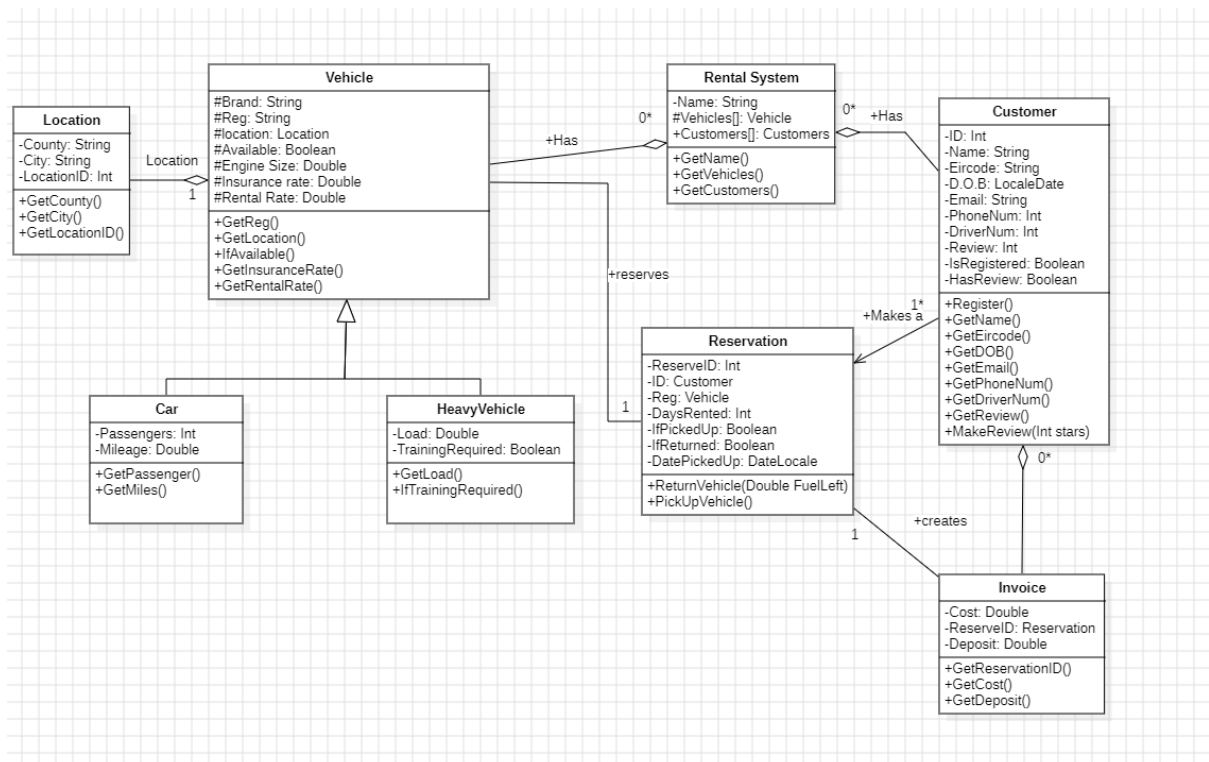 Vehicle
#Brand: String
#Reg: String
#location: Location
#Available: Boolean
#Engine Size: Double
#Insurance rate: Double
#Rental Rate: Double
+GetReg()
+GetLocation()
+IfAvailable()
+GetInsuranceRate()
+GetRentalRate()
Rental System
-Name: String
#Vehicles[]: Vehicle
+Customers[]: Customers
+GetName()
+GetVehicles()
+GetCustomers()
Location
-County: String
-City: String
-LocationID: Int
+GetCounty()
+GetCity()
+GetLocationID()
Location
1
+Has
0*
0*
+Has
Customer
-ID: Int
-Name: String
-Eircode: String
-D.O.B: LocaleDate
-Email: String
-PhoneNum: Int
-DriverNum: Int
-Review: Int
-IsRegistered: Boolean
-HasReview: Boolean
+Register()
+GetName()
+GetEircode()
+GetDOB()
+GetEmail()
+GetPhoneNum()
+GetDriverNum()
+GetReview()
+MakeReview(Int stars)
+reserves
1
1*
+Makes a
Reservation
-ReserveID: Int
-ID: Customer
-Reg: Vehicle
-DaysRented: Int
-IfPickedUp: Boolean
-IfReturned: Boolean
-DatePickedUp: DateLocale
+ReturnVehicle(Double FuelLeft)
+PickUpVehicle()
Car
-Passengers: Int
-Mileage: Double
+GetPassenger()
+GetMiles()
HeavyVehicle
-Load: Double
-TrainingRequired: Boolean
+GetLoad()
+IfTrainingRequired()
0*
+creates
1
Invoice
-Cost: Double
-ReserveID: Reservation
-Deposit: Double
+GetReservationID()
+GetCost()
+GetDeposit()